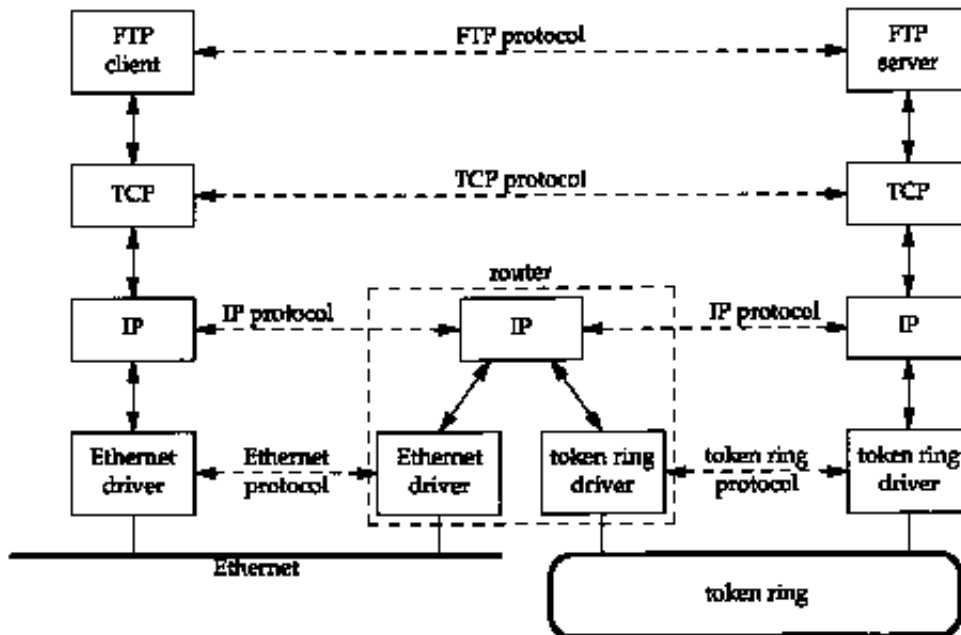 FTP
client
FTP protocol
FTP
server
TCP
TCP protocol
TCP
router
IP
IP protocol
IP
IP protocol
IP
Ethernet
driver
Ethernet
protocol
Ethernet
driver
token ring
driver
token ring
protocol
token ring
driver
Ethernet
token ring